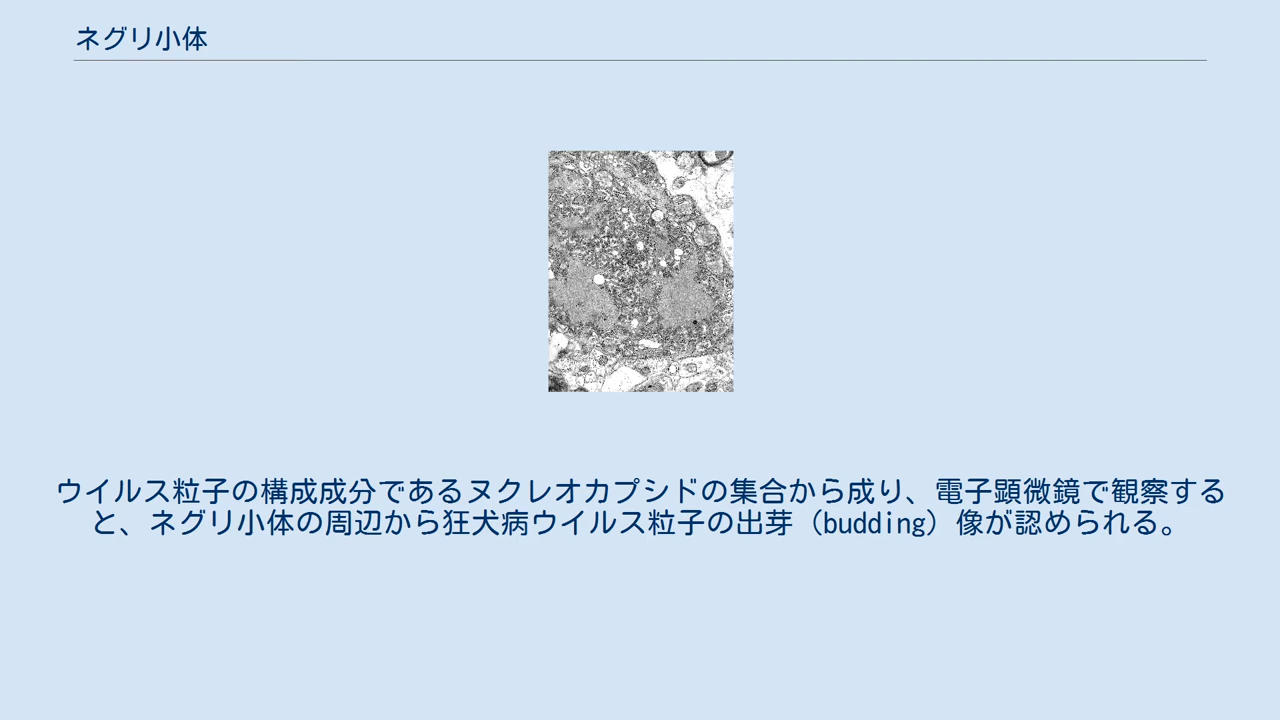 ネグリ小体
ウイルス粒子の構成成分であるヌクレオカプシドの集合から成り、電子顕微鏡で観察する
と、ネグリ小体の周辺から狂犬病ウイルス粒子の出芽（budding）像が認められる。